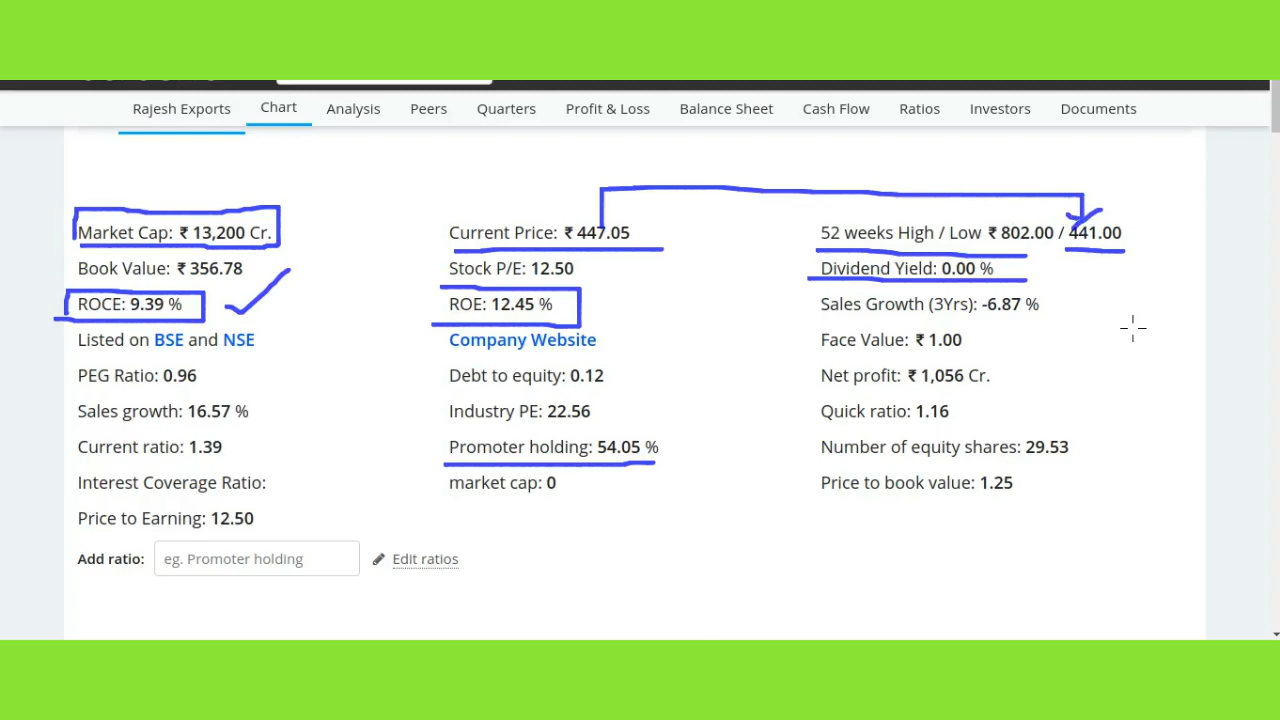 Rajesh Exports Chart Analysis Peers Quarters Profit & Loss Balance Sheet Cash Flow Ratios Investors Documents
Market Cap: ₹ 13,200 Cr. Current Price: ₹ 447.05 52 weeks High / Low ₹ 802.00 / 441.00
Book Value: ₹ 356.78 Stock P/E: 12.50 Dividend Yield: 0.00 %
ROCE: 9.39 % ROE: 12.45 % Sales Growth (3Yrs): -6.87 %
Listed on BSE and NSE Company Website Face Value: ₹ 1.00
PEG Ratio: 0.96 Debt to equity: 0.12 Net profit: ₹ 1,056 Cr.
Sales growth: 16.57 % Industry PE: 22.56 Quick ratio: 1.16
Current ratio: 1.39 Promoter holding: 54.05 % Number of equity shares: 29.53
Interest Coverage Ratio: market cap: 0 Price to book value: 1.25
Price to Earning: 12.50
Add ratio: eg. Promoter holding Edit ratios